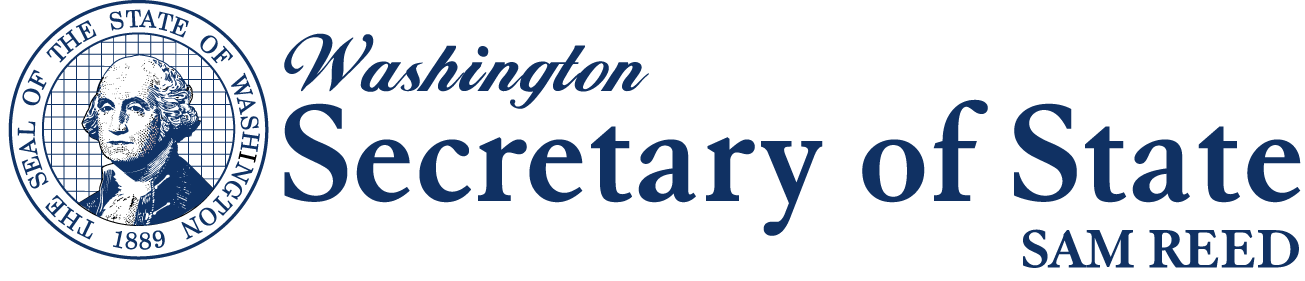 THE SEAL OF THE STATE OF WASHINGTON
1889
Washington
Secretary of State
SAM REED